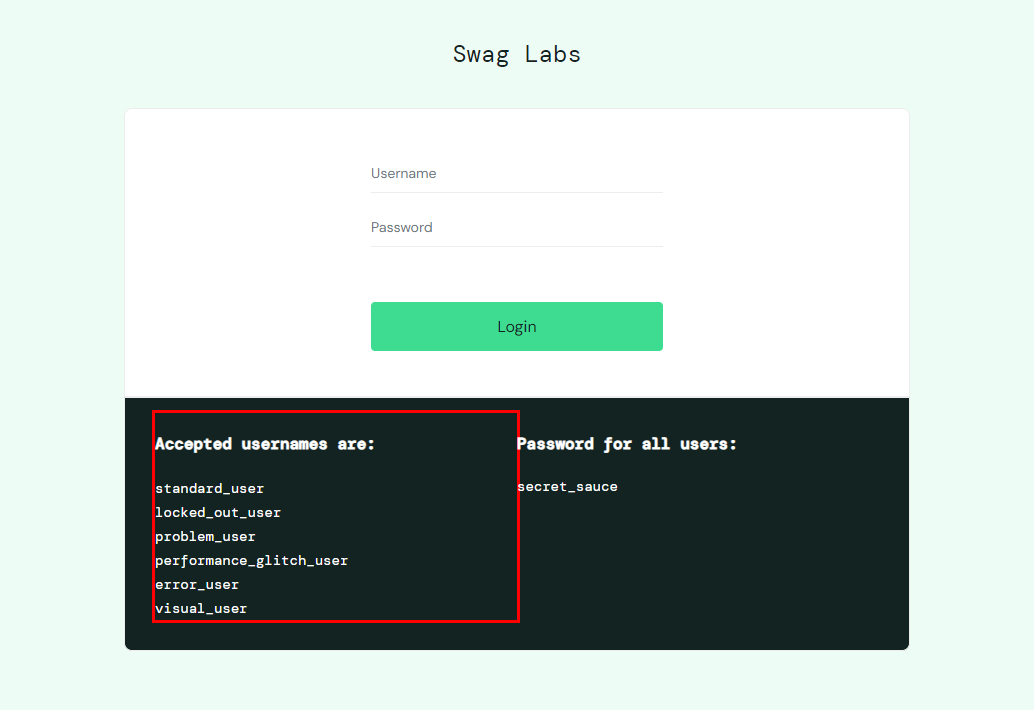 Swag Labs
Username
Password
Login
Accepted usernames are:
standard_user
locked_out_user
problem_user
performance_glitch_user
error_user
visual_user
Password for all users:
secret_sauce